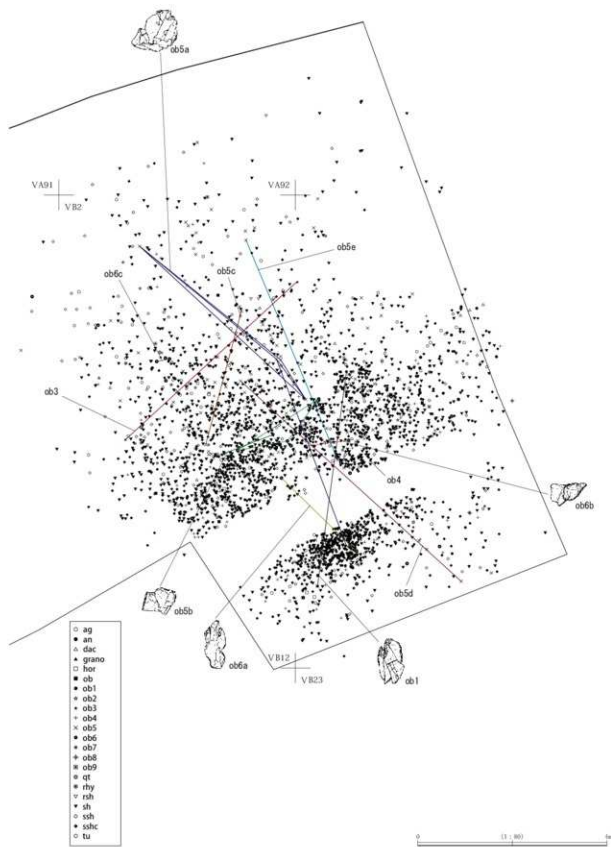 ob5a
VA91
VB2
VA92
ob5e
ob5c
ob6c
ob3
ob4
ob6b
ob5d
ob5b
ob6a
ob1
VB12
VB23
ag
an
dac
grano
hor
ob
ob1
ob2
ob3
ob4
ob5
ob6
ob7
ob8
ob9
qt
rhy
rsh
sh
ssh
sshc
tu
0
(1 : 80)
4m